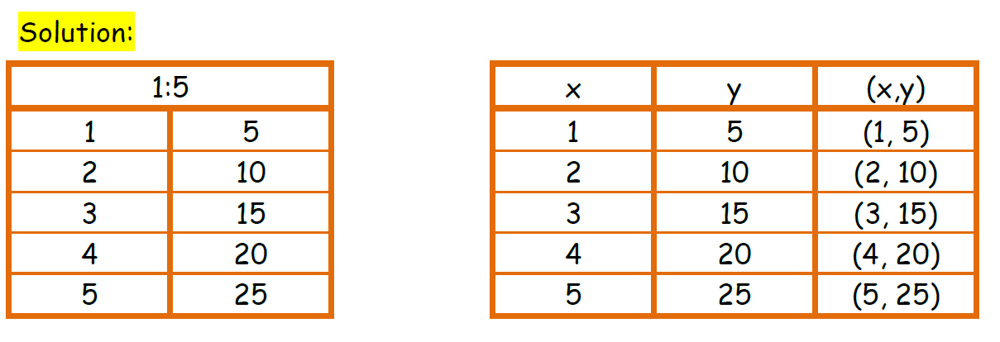 Solution:
1:5
1 5
2 10
3 15
4 20
5 25
x y (x,y)
1 5 (1, 5)
2 10 (2, 10)
3 15 (3, 15)
4 20 (4, 20)
5 25 (5, 25)